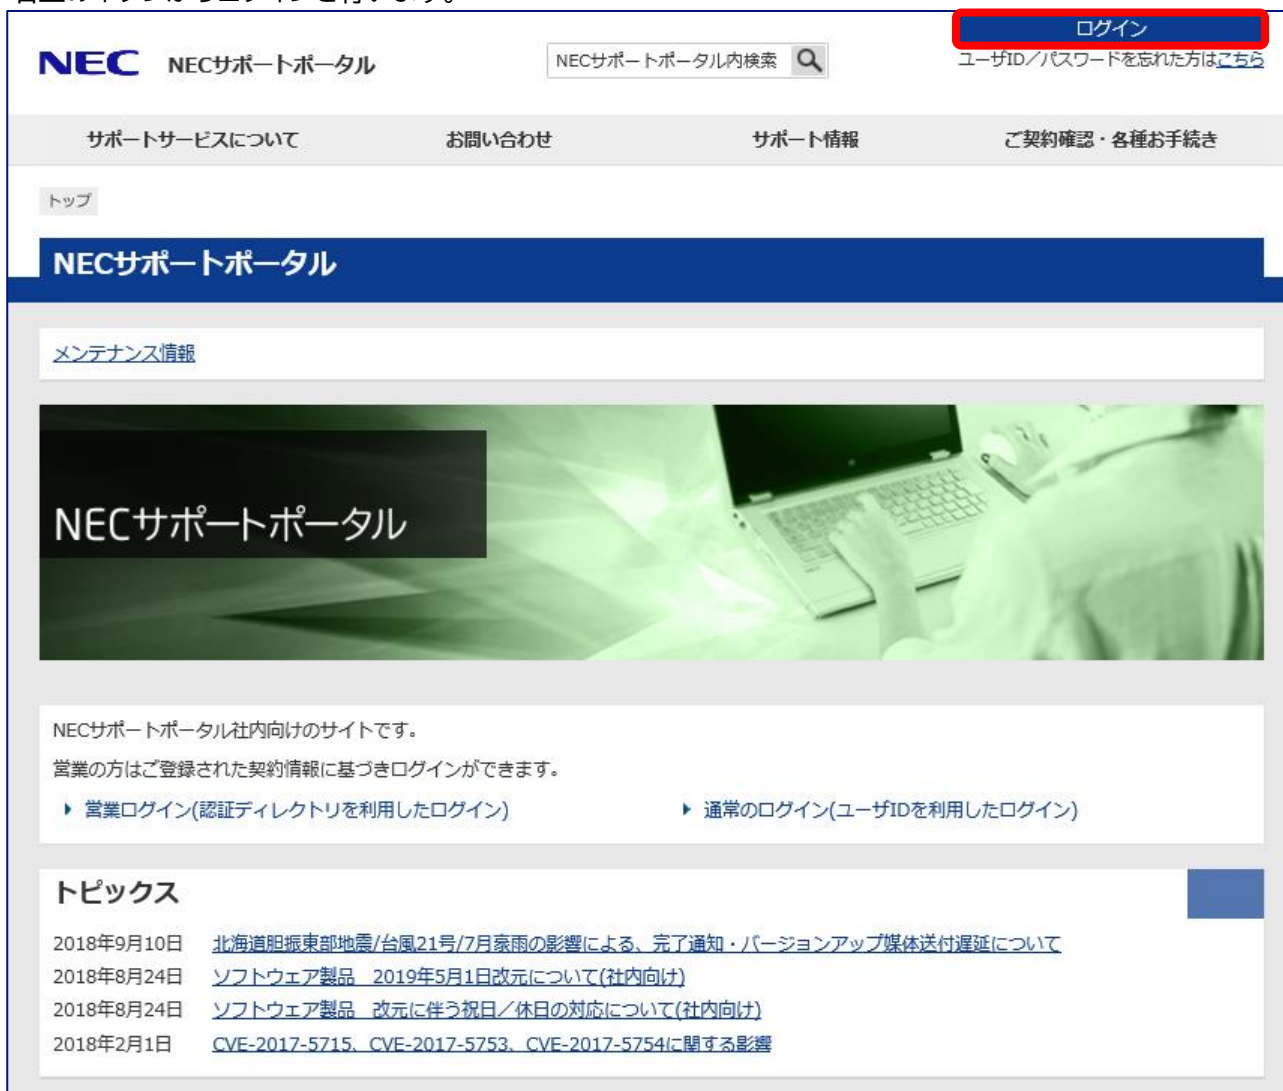 ログイン
NEC NECサポートポータル
NECサポートポータル内検索
ユーザID／パスワードを忘れた方はこちら
サポートサービスについて
お問い合わせ
サポート情報
ご契約確認・各種お手続き
トップ
NECサポートポータル
メンテナンス情報
NECサポートポータル
NECサポートポータル社内向けのサイトです。
営業の方はご登録された契約情報に基づきログインができます。
営業ログイン(認証ディレクトリを利用したログイン)
通常のログイン(ユーザIDを利用したログイン)
トピックス
2018年9月10日 北海道胆振東部地震/台風21号/7月豪雨の影響による、完了通知・バージョンアップ媒体送付遅延について
2018年8月24日 ソフトウェア製品　2019年5月1日改元について(社内向け)
2018年8月24日 ソフトウェア製品　改元に伴う祝日／休日の対応について(社内向け)
2018年2月1日 CVE-2017-5715、CVE-2017-5753、CVE-2017-5754に関する影響